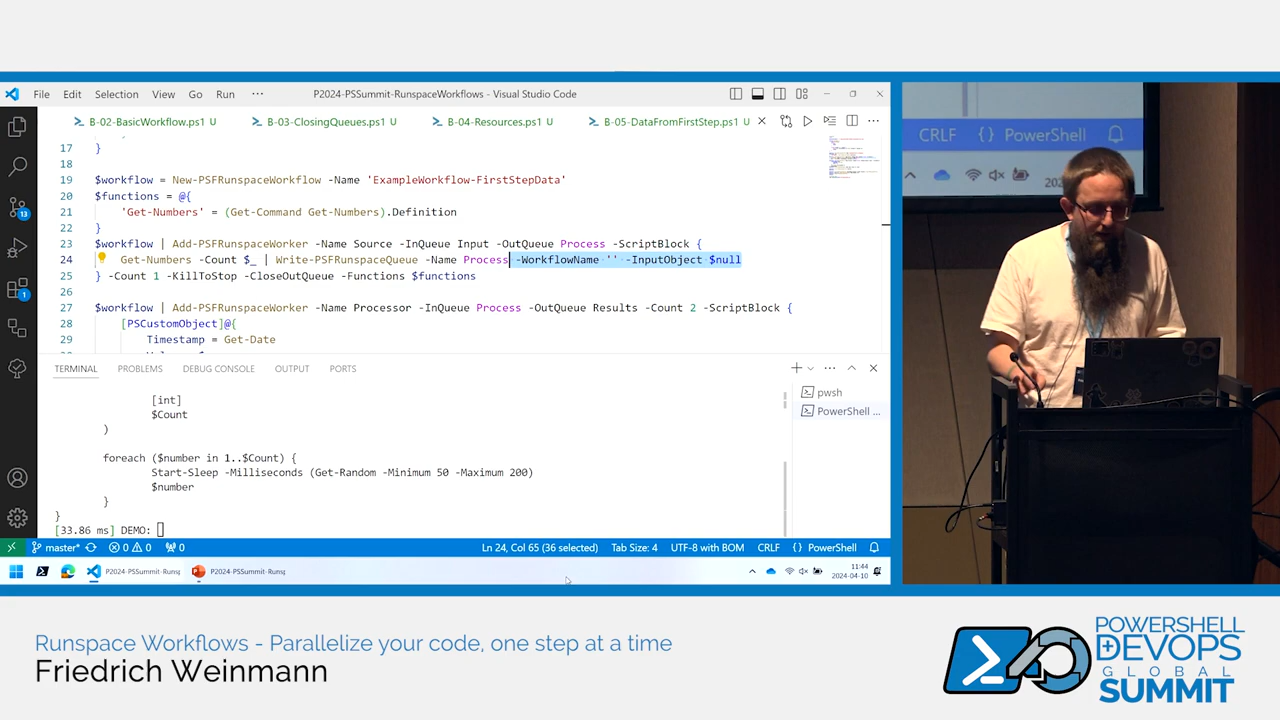 File Edit Selection View Go Run ··· P2024-PSSummit-RunspaceWorkflows - Visual Studio Code
B-02-BasicWorkflow.ps1 U B-03-ClosingQueues.ps1 U B-04-Resources.ps1 U B-05-DataFromFirstStep.ps1 U
17 }
18
19 $workflow = New-PSFRunspaceWorkflow -Name 'ExampleWorkflow-FirstStepData'
20 $functions = @{
21 'Get-Numbers' = (Get-Command Get-Numbers).Definition
22 }
23 $workflow | Add-PSFRunspaceWorker -Name Source -InQueue Input -OutQueue Process -ScriptBlock {
24 Get-Numbers -Count $_ | Write-PSFRunspaceQueue -Name Process -WorkflowName '' -InputObject $null
25 } -Count 1 -KillToStop -CloseOutQueue -Functions $functions
26
27 $workflow | Add-PSFRunspaceWorker -Name Processor -InQueue Process -OutQueue Results -Count 2 -ScriptBlock {
28 [PSCustomObject]@{
29 Timestamp = Get-Date
TERMINAL PROBLEMS DEBUG CONSOLE OUTPUT PORTS
pwsh
PowerShell ...
[int]
$Count
)
foreach ($number in 1..$Count) {
Start-Sleep -Milliseconds (Get-Random -Minimum 50 -Maximum 200)
$number
}
}
[33.86 ms] DEMO:
13
1
master* 0 0 0 Ln 24, Col 65 (36 selected) Tab Size: 4 UTF-8 with BOM CRLF {} PowerShell
P2024-PSSummit-Runsp P2024-PSSummit-Runsp 11:44
2024-04-10
CRLF {} PowerShell
Runspace Workflows - Parallelize your code, one step at a time
Friedrich Weinmann
POWERSHELL
DEVOPS
GLOBAL
SUMMIT